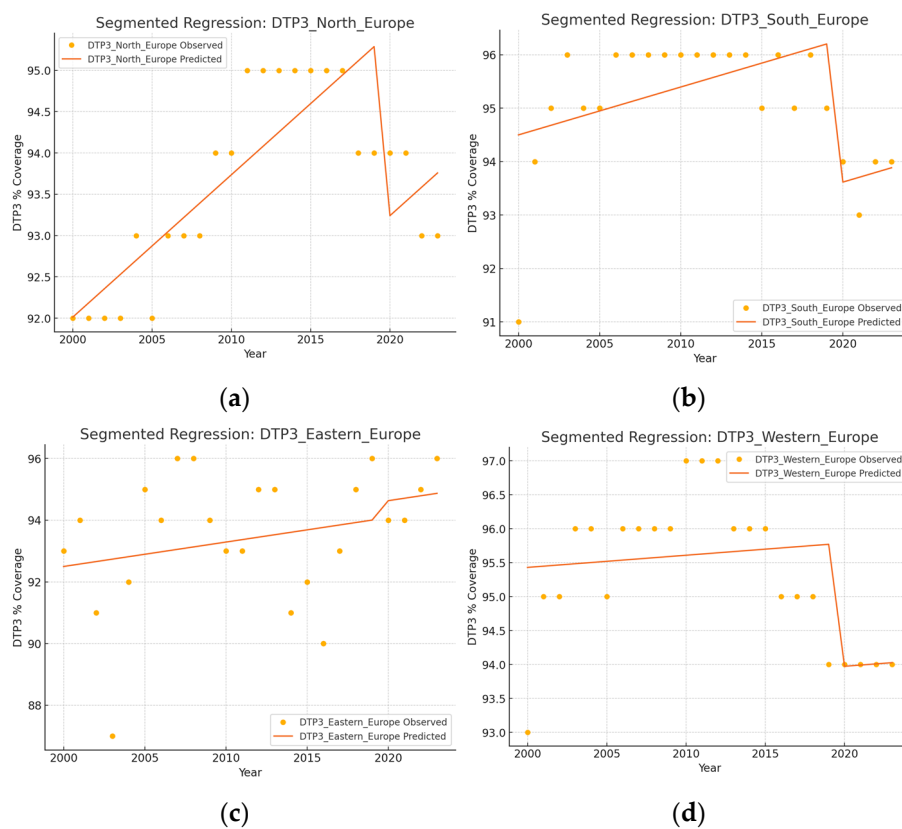 Segmented Regression: DTP3_North_Europe
DTP3_North_Europe Observed
DTP3_North_Europe Predicted
95.0
94.5
94.0
93.5
93.0
92.5
92.0
DTP3 % Coverage
2000 2005 2010 2015 2020
Year
(a)
Segmented Regression: DTP3_South_Europe
96
95
94
93
92
91
DTP3 % Coverage
DTP3_South_Europe Observed
DTP3_South_Europe Predicted
2000 2005 2010 2015 2020
Year
(b)
Segmented Regression: DTP3_Eastern_Europe
96
94
92
90
88
DTP3 % Coverage
DTP3_Eastern_Europe Observed
DTP3_Eastern_Europe Predicted
2000 2005 2010 2015 2020
Year
(c)
Segmented Regression: DTP3_Western_Europe
DTP3_Western_Europe Observed
DTP3_Western_Europe Predicted
97.0
96.5
96.0
95.5
95.0
94.5
94.0
93.5
93.0
DTP3 % Coverage
2000 2005 2010 2015 2020
Year
(d)